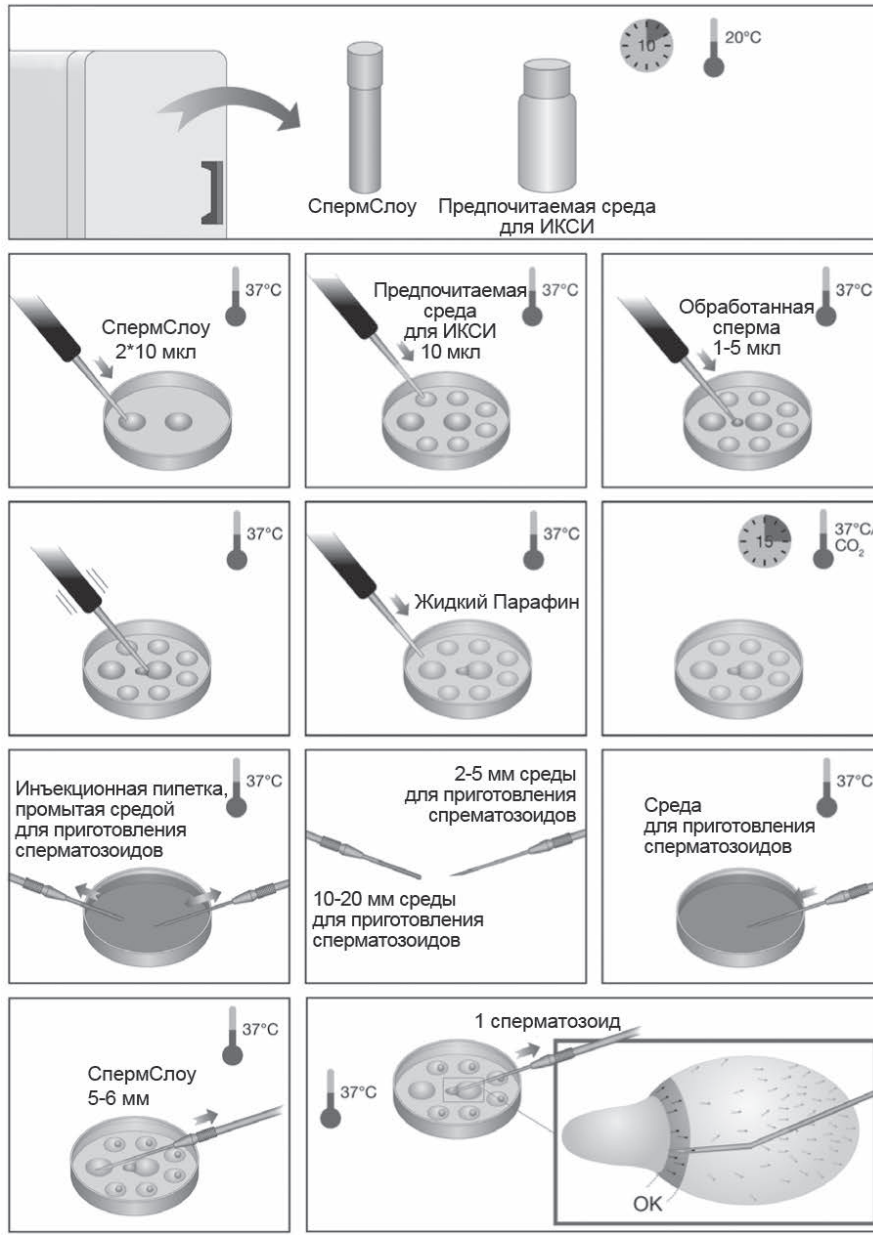 10
20°C
СпермСлоу
Предпочитаемая среда
для ИКСИ
37°C
СпермСлоу
2*10 мкл
37°C
Предпочитаемая
среда
для ИКСИ
10 мкл
37°C
Обработанная
сперма
1-5 мкл
37°C
37°C
Жидкий Парафин
15
37°C/
CO₂
37°C
Инъекционная пипетка,
промытая средой
для приготовления
сперматозоидов
2-5 мм среды
для приготовления
спрематозоидов
10-20 мм среды
для приготовления
сперматозоидов
37°C
Среда
для приготовления
сперматозоидов
37°C
СпермСлоу
5-6 мм
37°C
1 сперматозоид
OK